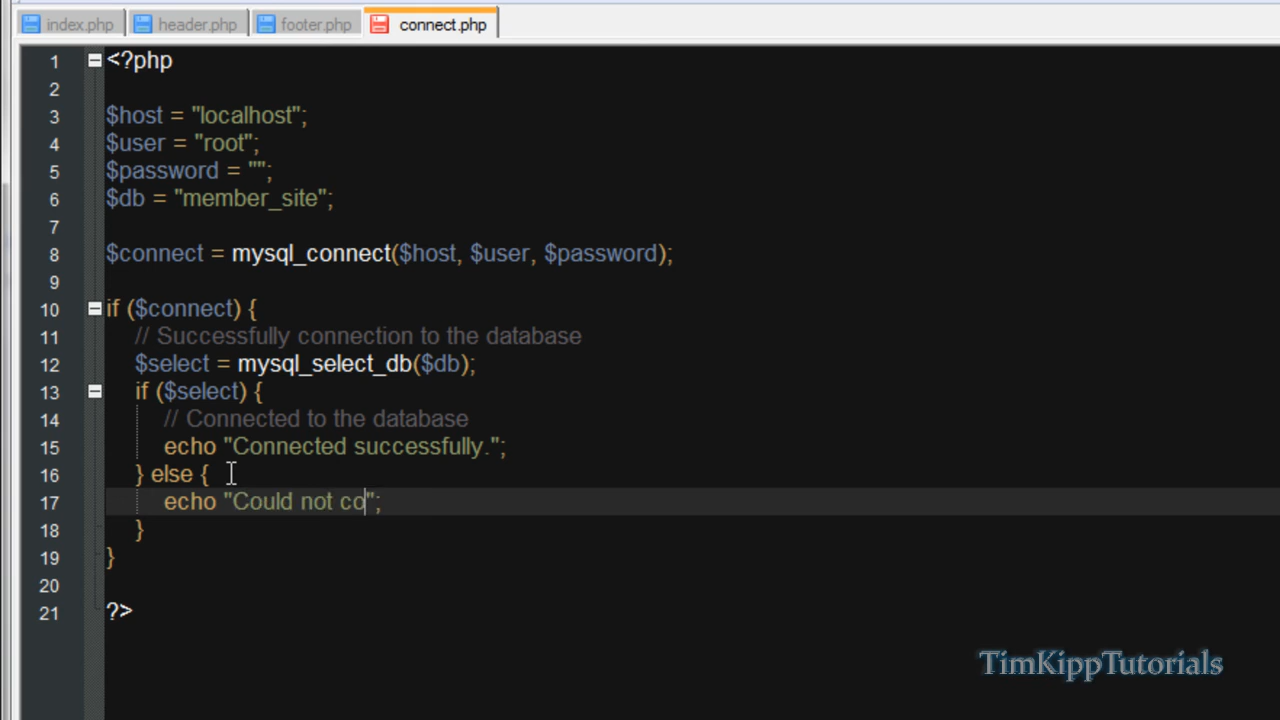 index.php header.php footer.php connect.php
1 <?php
2
3 $host = "localhost";
4 $user = "root";
5 $password = "";
6 $db = "member_site";
7
8 $connect = mysql_connect($host, $user, $password);
9
10 if ($connect) {
11 // Successfully connection to the database
12 $select = mysql_select_db($db);
13 if ($select) {
14 // Connected to the database
15 echo "Connected successfully.";
16 } else {
17 echo "Could not co";
18 }
19 }
20
21 ?>
TimKippTutorials